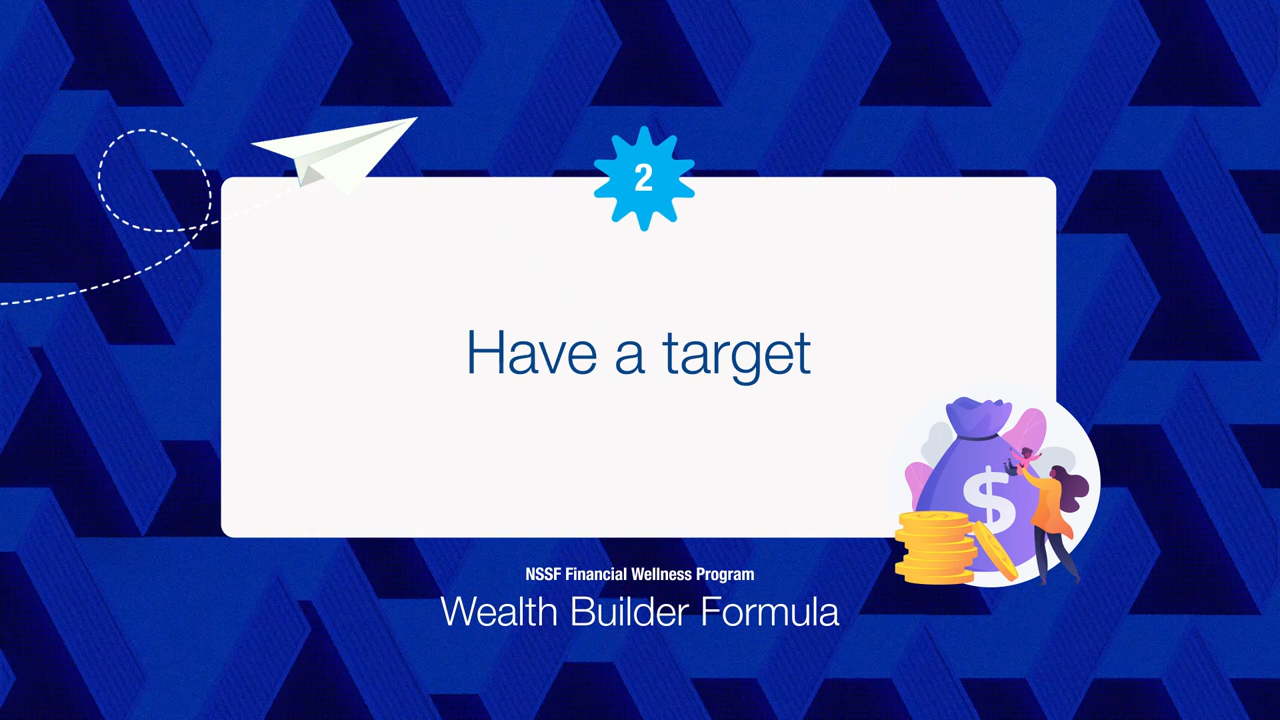 2
Have a target
$
NSSF Financial Wellness Program
Wealth Builder Formula